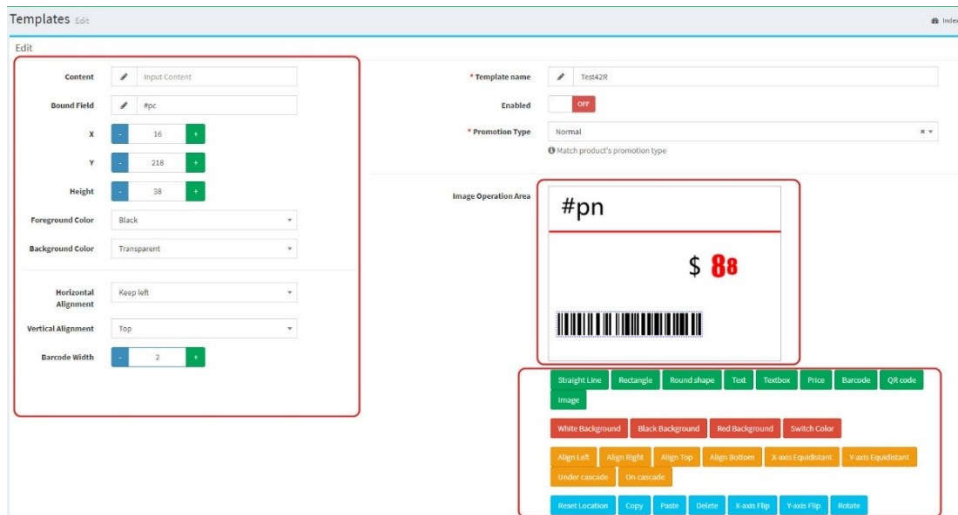 Templates Edit
Index
Edit
Content Input Content
Bound Field #pc
X - 16 +
Y - 218 +
Height - 38 +
Foreground Color Black
Background Color Transparent
Horizontal Alignment Keep left
Vertical Alignment Top
Barcode Width - 2 +
* Template name Test42R
Enabled OFF
* Promotion Type Normal
Match product's promotion type
Image Operation Area
#pn
$ 88
Straight Line Rectangle Round shape Text Textbox Price Barcode QR code
Image
White Background Black Background Red Background Switch Color
Align Left Align Right Align Top Align Bottom X-axis Equidistant Y-axis Equidistant
Under cascade On cascade
Reset Location Copy Paste Delete X-axis Flip Y-axis Flip Rotate